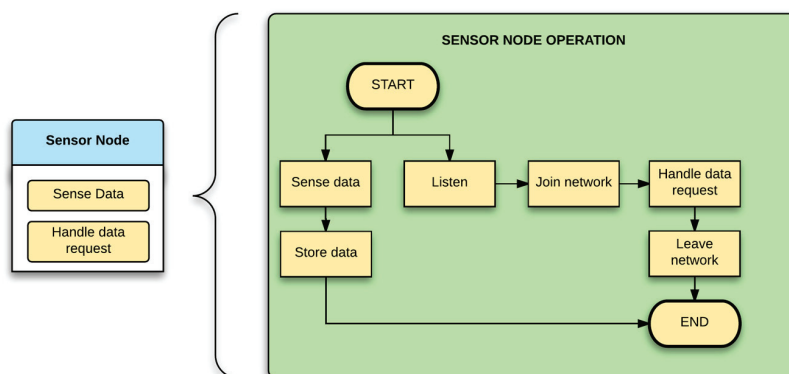 SENSOR NODE OPERATION
START
Sensor Node
Sense Data
Handle data
request
Sense data
Listen
Join network
Handle data
request
Store data
Leave
network
END